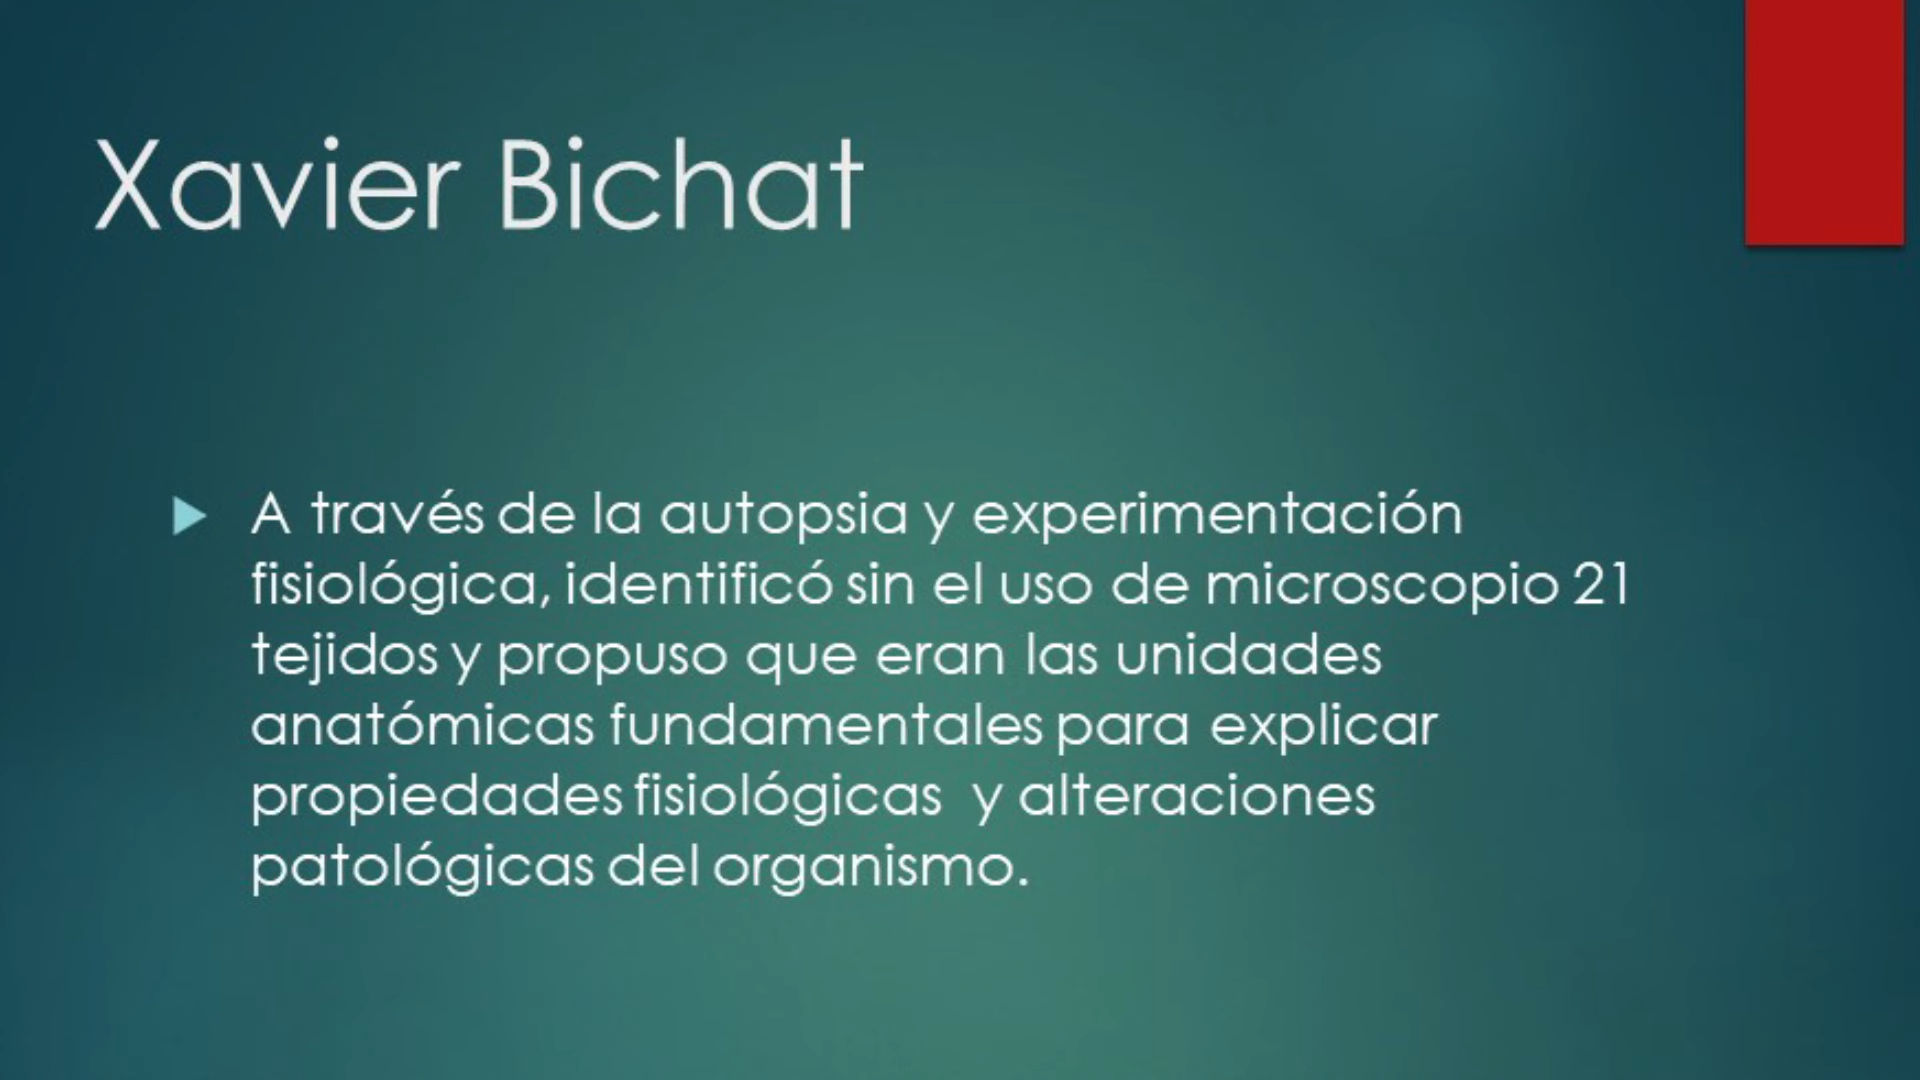 Xavier Bichat
A través de la autopsia y experimentación
fisiológica, identificó sin el uso de microscopio 21
tejidos y propuso que eran las unidades
anatómicas fundamentales para explicar
propiedades fisiológicas y alteraciones
patológicas del organismo.